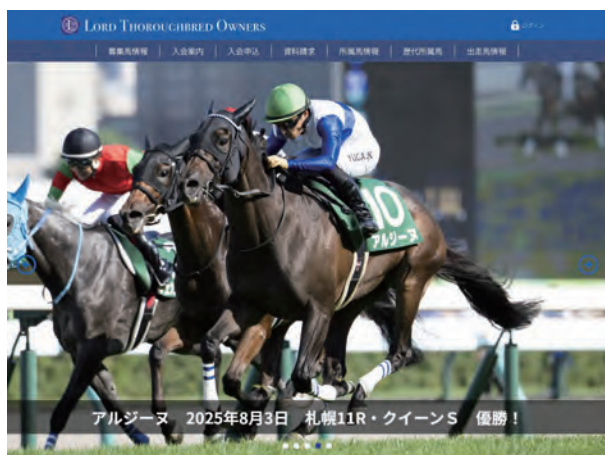 LORD THOROUGHBRED OWNERS
ログイン
募集馬情報 | 入会案内 | 入会申込 | 資料請求 | 所属馬情報 | 歴代所属馬 | 出走馬情報
YUGA.K
10
アルジーヌ
アルジーヌ 2025年8月3日 札幌11R・クイーンS 優勝！